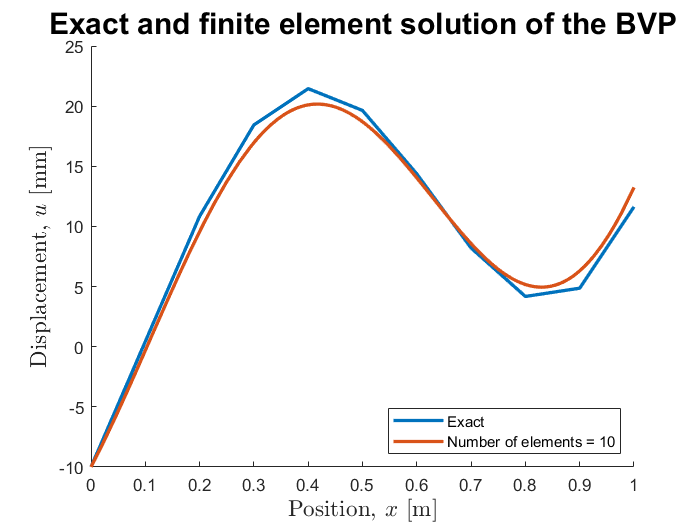 Exact and finite element solution of the BVP
25
20
15
10
5
0
-5
-10
Displacement, u [mm]
Exact
Number of elements = 10
0 0.1 0.2 0.3 0.4 0.5 0.6 0.7 0.8 0.9 1
Position, x [m]